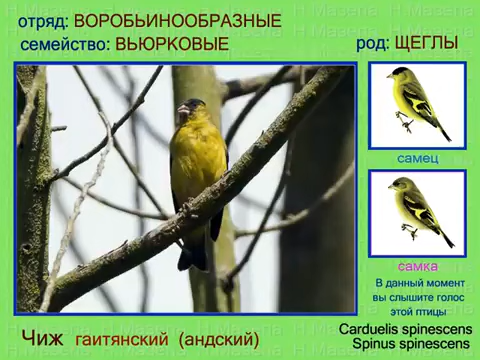 отряд: ВОРОБЬИНООБРАЗНЫЕ
семейство: ВЬЮРКОВЫЕ
род: ЩЕГЛЫ
самец
самка
В данный момент
вы слышите голос
этой птицы
Чиж гаитянский (андский)
Carduelis spinescens
Spinus spinescens